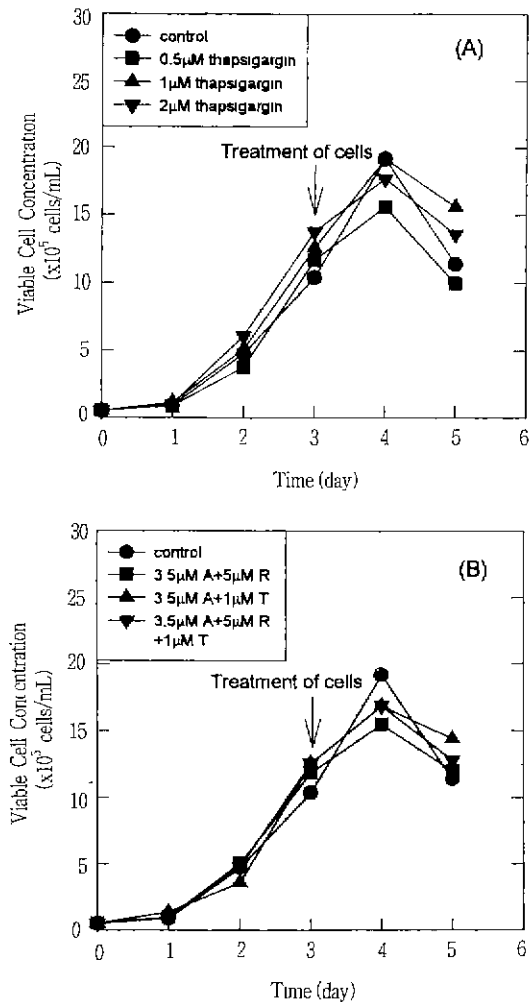 (A)
control
0.5μM thapsigargin
1μM thapsigargin
2μM thapsigargin
Treatment of cells
Viable Cell Concentration
(x10⁵ cells/mL)
30
25
20
15
10
5
0
0 1 2 3 4 5 6
Time (day)
(B)
control
3 5μM A+5μM R
3 5μM A+1μM T
3.5μM A+5μM R
+1μM T
Treatment of cells
Viable Cell Concentration
(x10⁵ cells/mL)
30
25
20
15
10
5
0
0 1 2 3 4 5 6
Time (day)